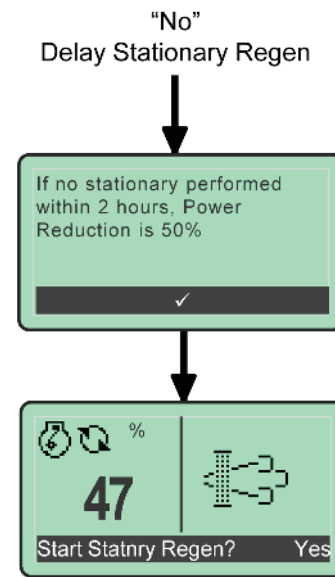 “No”
Delay Stationary Regen
If no stationary performed
within 2 hours, Power
Reduction is 50%
✓
%
47
Start Statnry Regen? Yes